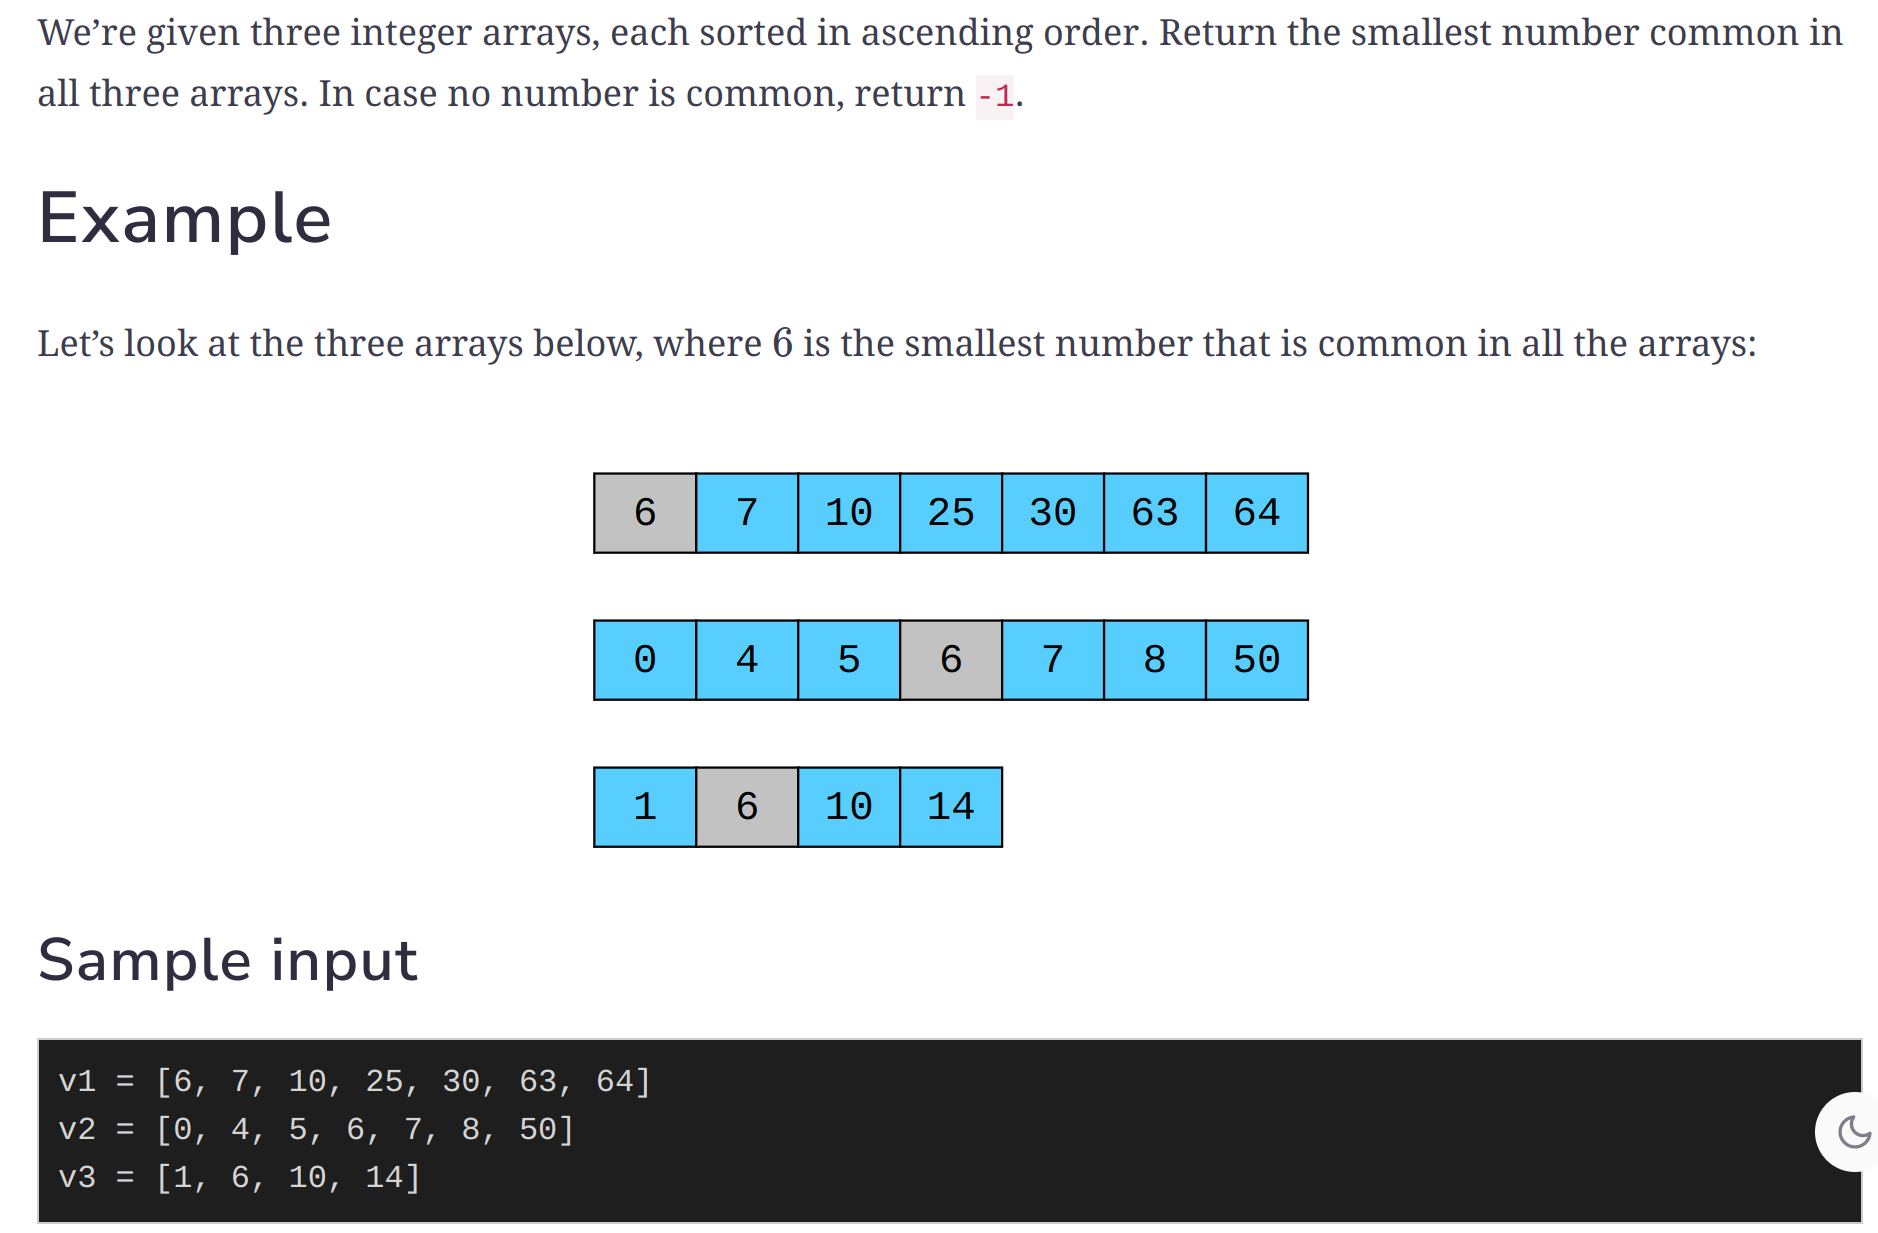 We’re given three integer arrays, each sorted in ascending order. Return the smallest number common in
all three arrays. In case no number is common, return -1.
Example
Let’s look at the three arrays below, where 6 is the smallest number that is common in all the arrays:
6 7 10 25 30 63 64
0 4 5 6 7 8 50
1 6 10 14
Sample input
v1 = [6, 7, 10, 25, 30, 63, 64]
v2 = [0, 4, 5, 6, 7, 8, 50]
v3 = [1, 6, 10, 14]